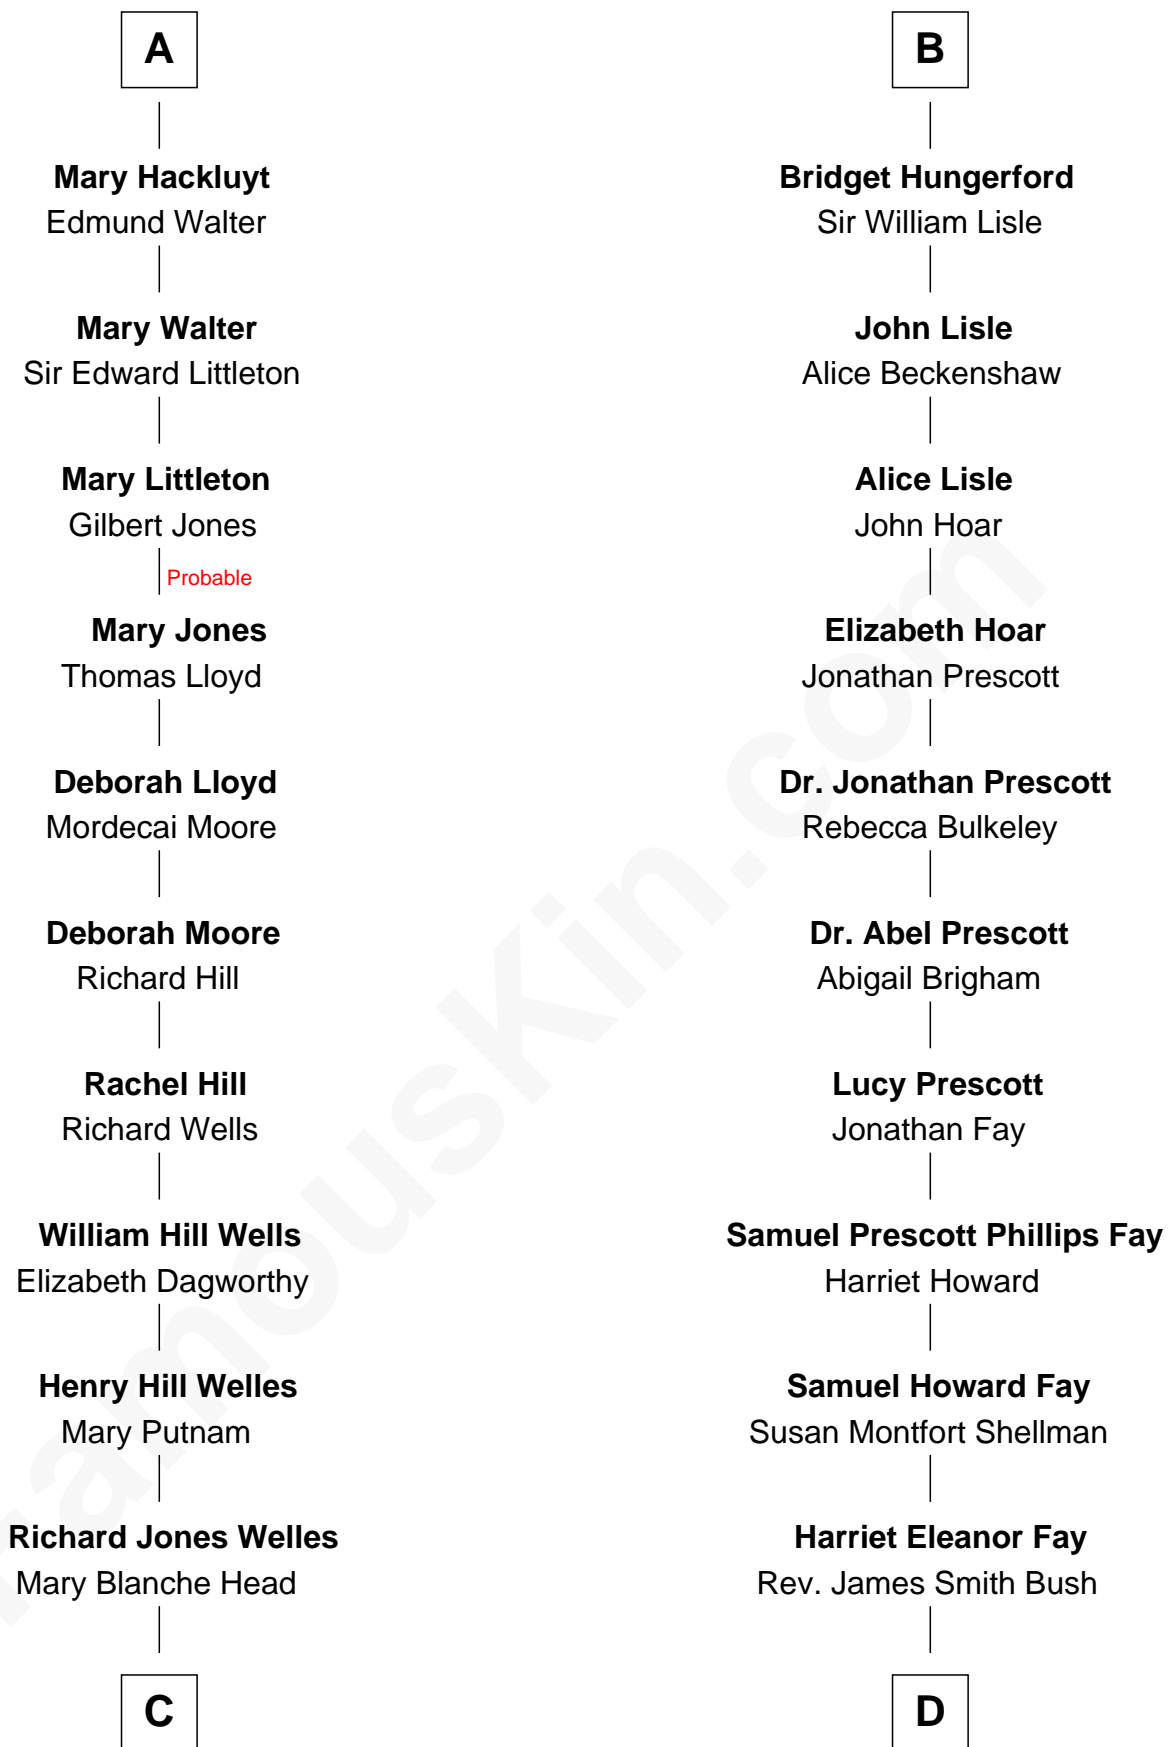 A
Mary Hackluyt
Edmund Walter
Mary Walter
Sir Edward Littleton
Mary Littleton
Gilbert Jones
Probable
Mary Jones
Thomas Lloyd
Deborah Lloyd
Mordecai Moore
Deborah Moore
Richard Hill
Rachel Hill
Richard Wells
William Hill Wells
Elizabeth Dagworthy
Henry Hill Welles
Mary Putnam
Richard Jones Welles
Mary Blanche Head
C
B
Bridget Hungerford
Sir William Lisle
John Lisle
Alice Beckenshaw
Alice Lisle
John Hoar
Elizabeth Hoar
Jonathan Prescott
Dr. Jonathan Prescott
Rebecca Bulkeley
Dr. Abel Prescott
Abigail Brigham
Lucy Prescott
Jonathan Fay
Samuel Prescott Phillips Fay
Harriet Howard
Samuel Howard Fay
Susan Montfort Shellman
Harriet Eleanor Fay
Rev. James Smith Bush
D
FamousKin.com